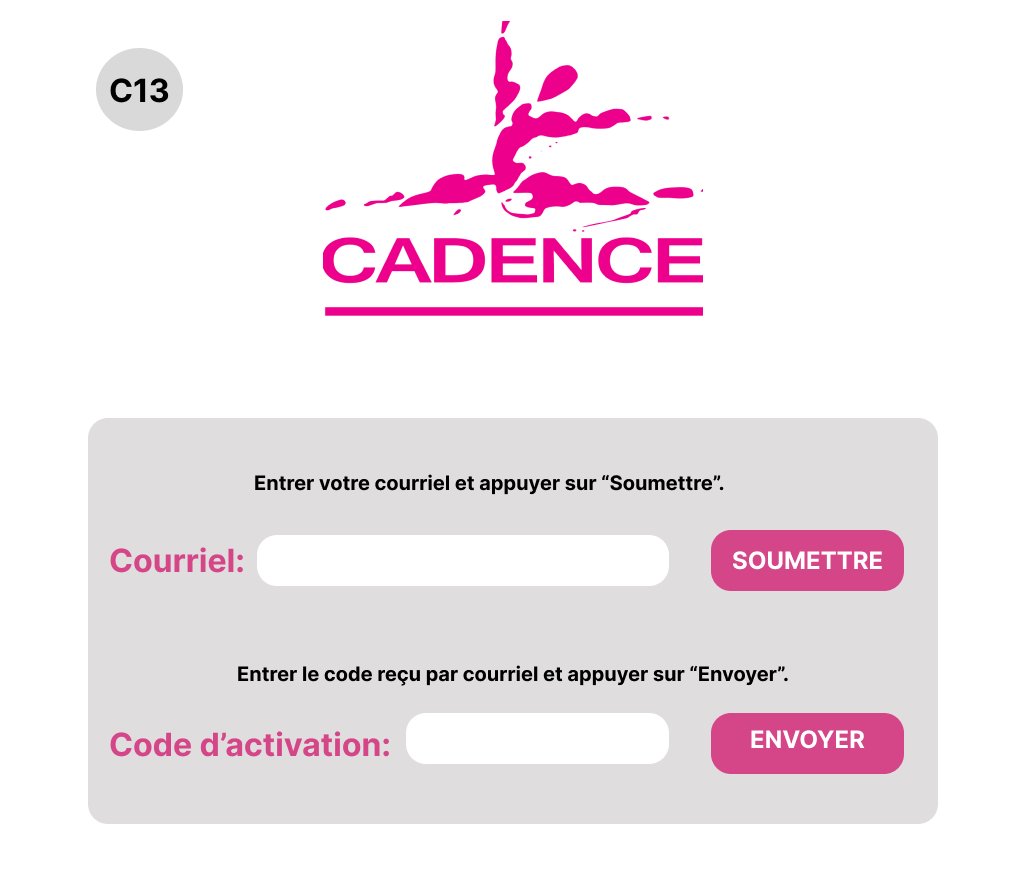 C13
CADENCE
Entrer votre courriel et appuyer sur “Soumettre”.
Courriel:
SOUMETTRE
Entrer le code reçu par courriel et appuyer sur “Envoyer”.
Code d’activation:
ENVOYER